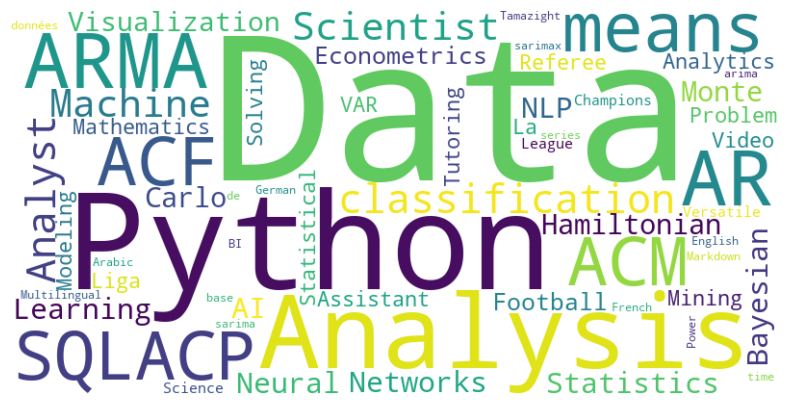 données
Visualization
Scientist
Tamazight
means
ARMA
Data
Econometrics
sarimax
Referee
Analytics
arima
Machine
Solving
VAR
Tutoring
NLP
Champions
Monte
Mathematics
La
series
Problem
League
Video
Analyst
ACF
AR
Modeling
Carlo
de
German
Statistical
classification
Versatile
Python
Hamiltonian
BI
English
Arabic
ACM
Markdown
Bayesian
Liga
Multilingual
Learning
base
AI
Assistant
Analysis
Football
French
Mining
sarima
Power
SQLACP
Science
Neural
Networks
Statistics
time